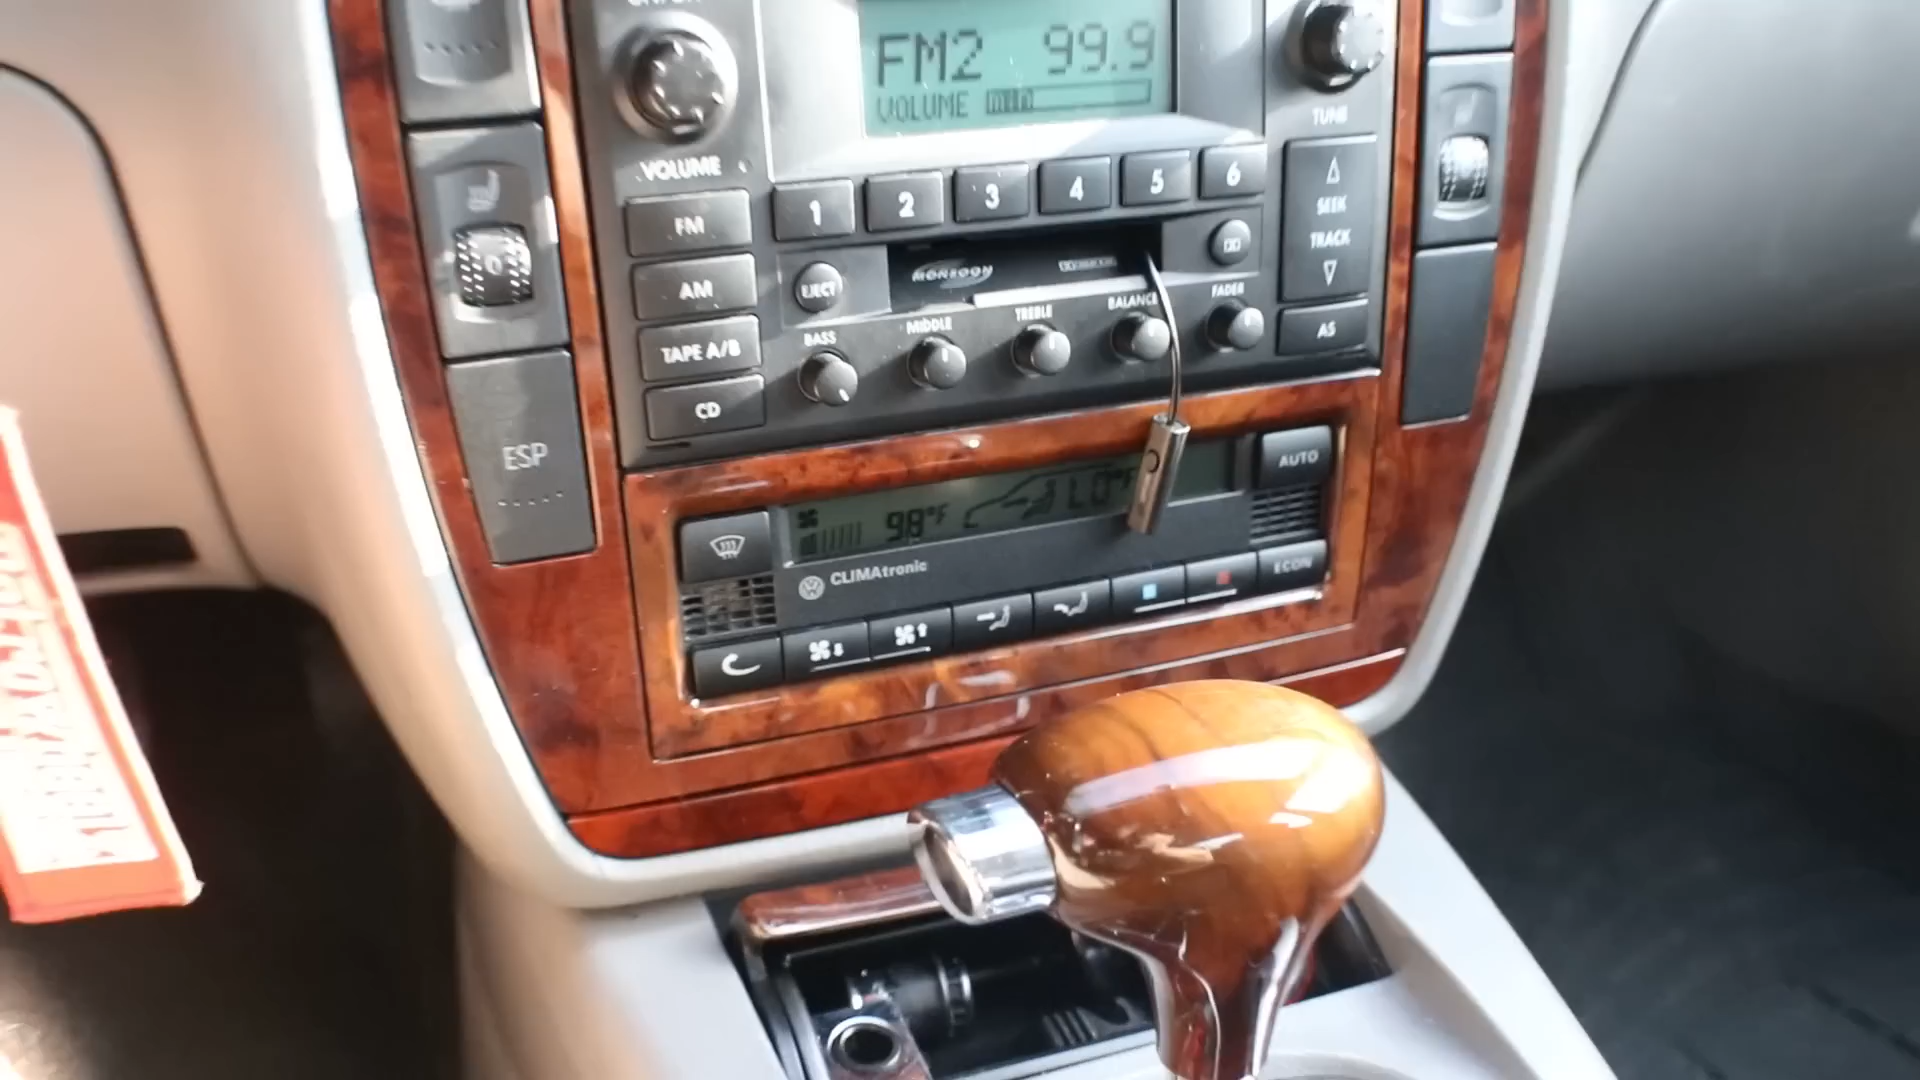 FM2 99.9
VOLUME
VOLUME
TUNE
1 2 3 4 5 6
FM
SEEK
TRACK
AM
EJECT
MONSOON
BASS MIDDLE TREBLE BALANCE FADER
TAPE A/B
AS
CD
ESP
AUTO
98°F LO°F
CLIMAtronic
ECON